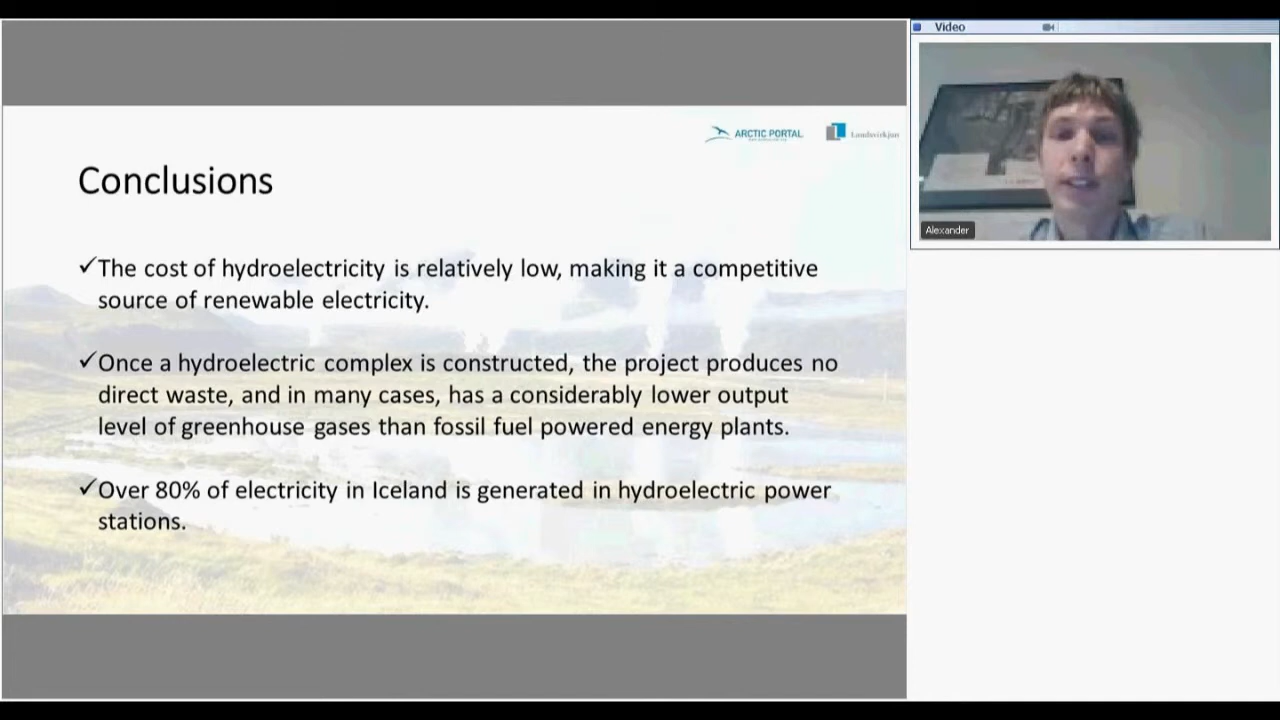 Video
ARCTIC PORTAL
Landsvirkjun
Conclusions
✓The cost of hydroelectricity is relatively low, making it a competitive
source of renewable electricity.
✓Once a hydroelectric complex is constructed, the project produces no
direct waste, and in many cases, has a considerably lower output
level of greenhouse gases than fossil fuel powered energy plants.
✓Over 80% of electricity in Iceland is generated in hydroelectric power
stations.
Alexander